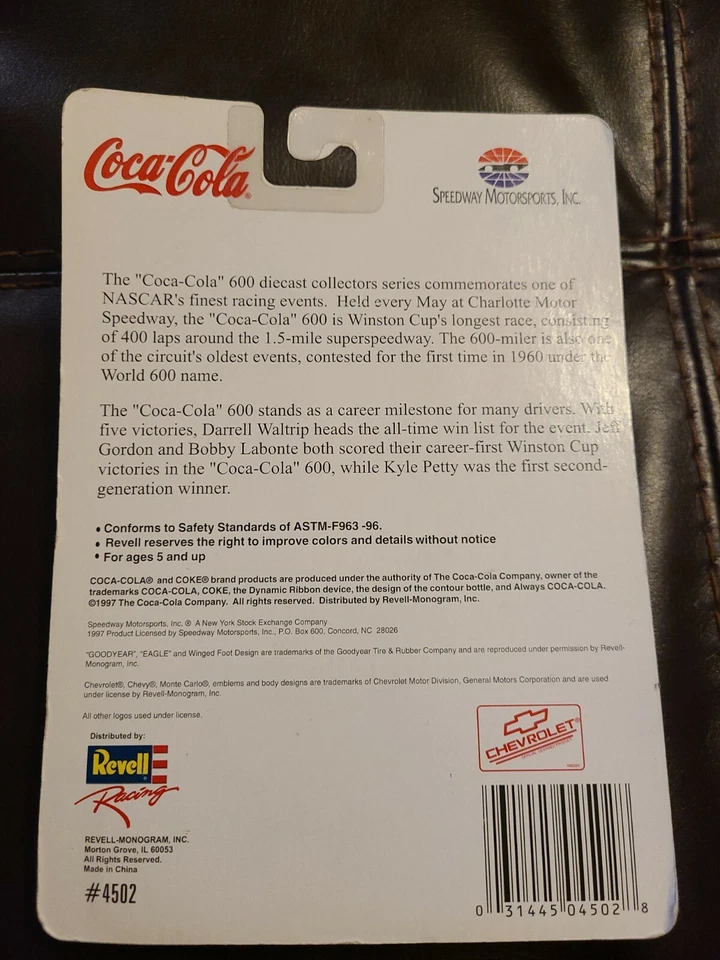 Coca-Cola®
SPEEDWAY MOTORSPORTS, INC.
The "Coca-Cola" 600 diecast collectors series commemorates one of
NASCAR's finest racing events. Held every May at Charlotte Motor
Speedway, the "Coca-Cola" 600 is Winston Cup's longest race, consisting
of 400 laps around the 1.5-mile superspeedway. The 600-miler is also one
of the circuit's oldest events, contested for the first time in 1960 under the
World 600 name.
The "Coca-Cola" 600 stands as a career milestone for many drivers. With
five victories, Darrell Waltrip heads the all-time win list for the event. Jeff
Gordon and Bobby Labonte both scored their career-first Winston Cup
victories in the "Coca-Cola" 600, while Kyle Petty was the first second-
generation winner.
• Conforms to Safety Standards of ASTM-F963 -96.
• Revell reserves the right to improve colors and details without notice
• For ages 5 and up
COCA-COLA® and COKE® brand products are produced under the authority of The Coca-Cola Company, owner of the
trademarks COCA-COLA, COKE, the Dynamic Ribbon device, the design of the contour bottle, and Always COCA-COLA.
©1997 The Coca-Cola Company. All rights reserved. Distributed by Revell-Monogram, Inc.
Speedway Motorsports, Inc. ® A New York Stock Exchange Company
1997 Product Licensed by Speedway Motorsports, Inc., P.O. Box 600, Concord, NC 28026
"GOODYEAR", "EAGLE" and Winged Foot Design are trademarks of the Goodyear Tire & Rubber Company and are reproduced under permission by Revell-
Monogram, Inc.
Chevrolet®, Chevy®, Monte Carlo®, emblems and body designs are trademarks of Chevrolet Motor Division, General Motors Corporation and are used
under license by Revell-Monogram, Inc.
All other logos used under license.
CHEVROLET®
Distributed by:
Revell
Racing
REVELL-MONOGRAM, INC.
Morton Grove, IL 60053
All Rights Reserved.
Made in China
#4502
0 31445 04502 8